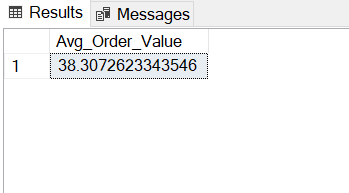 Results Messages
Avg_Order_Value
1 38.3072623343546